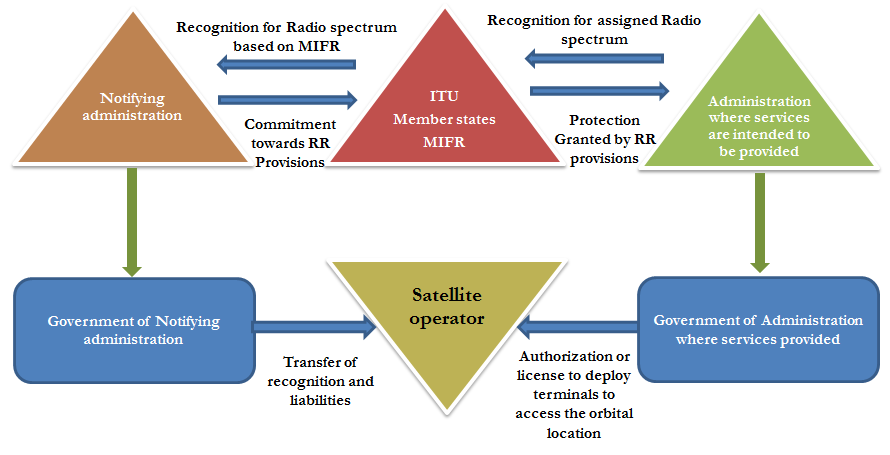 Recognition for Radio spectrum
based on MIFR
Recognition for assigned Radio
spectrum
Notifying
administration
ITU
Member states
MIFR
Administration
where services
are intended to
be provided
Commitment
towards RR
Provisions
Protection
Granted by RR
provisions
Government of Notifying
administration
Satellite
operator
Government of Administration
where services provided
Transfer of
recognition and
liabilities
Authorization or
license to deploy
terminals to
access the orbital
location